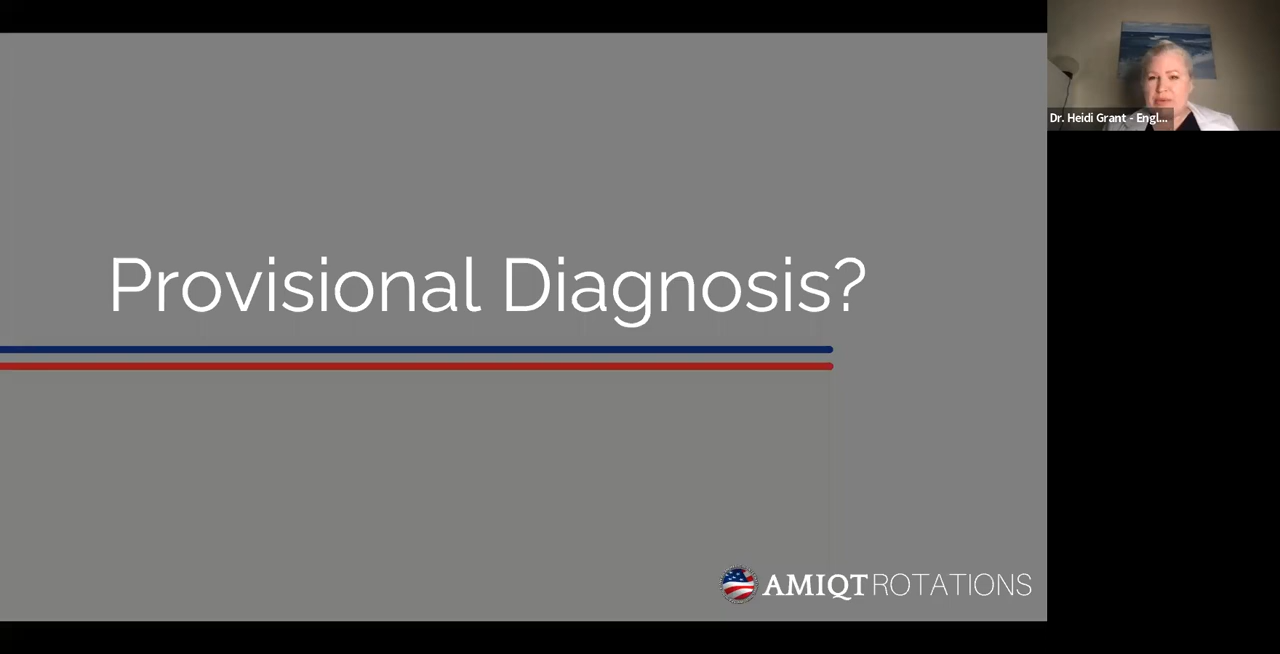 Provisional Diagnosis?
Dr. Heidi Grant - Engl...
AMIQT ROTATIONS